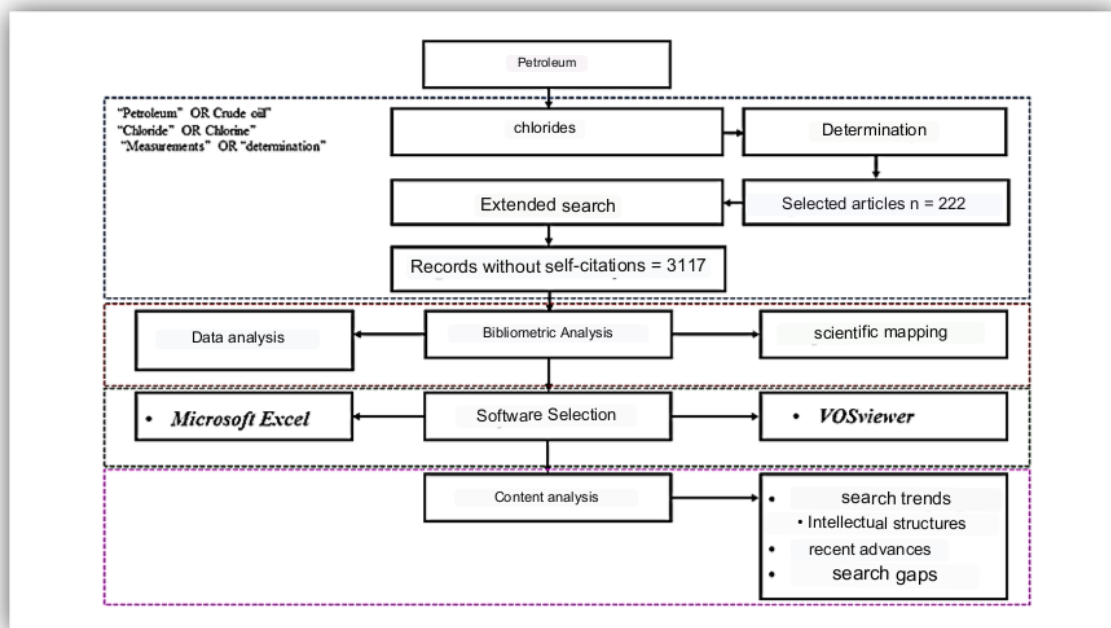 Petroleum
“Petroleum” OR Crude oil”
“Chloride” OR Chlorine”
“Measurements” OR “determination”
chlorides
Determination
Extended search
Selected articles n = 222
Records without self-citations = 3117
Data analysis
Bibliometric Analysis
scientific mapping
• Microsoft Excel
Software Selection
• VOSviewer
Content analysis
• search trends
• Intellectual structures
• recent advances
• search gaps